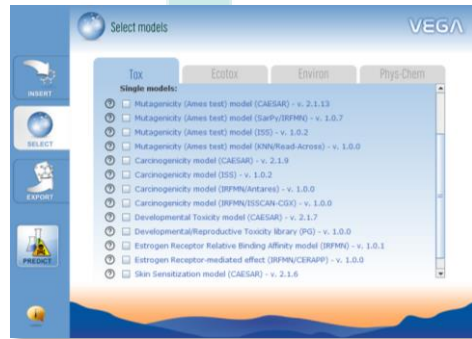 Select models
VEGA
Tox
Ecotox
Environ
Phys-Chem
Single models:
Mutagenicity (Ames test) model (CAESAR) - v. 2.1.13
Mutagenicity (Ames test) model (SarPy/IRFMN) - v. 1.0.7
Mutagenicity (Ames test) model (ISS) - v. 1.0.2
Mutagenicity (Ames test) model (KNN/Read-Across) - v. 1.0.0
Carcinogenicity model (CAESAR) - v. 2.1.9
Carcinogenicity model (ISS) - v. 1.0.2
Carcinogenicity model (IRFMN/Antares) - v. 1.0.0
Carcinogenicity model (IRFMN/ISSCAN-CGX) - v. 1.0.0
Developmental Toxicity model (CAESAR) - v. 2.1.7
Developmental/Reproductive Toxicity library (PG) - v. 1.0.0
Estrogen Receptor Relative Binding Affinity model (IRFMN) - v. 1.0.1
Estrogen Receptor-mediated effect (IRFMN/CERAPP) - v. 1.0.0
Skin Sensitization model (CAESAR) - v. 2.1.6
INSERT
SELECT
EXPORT
PREDICT